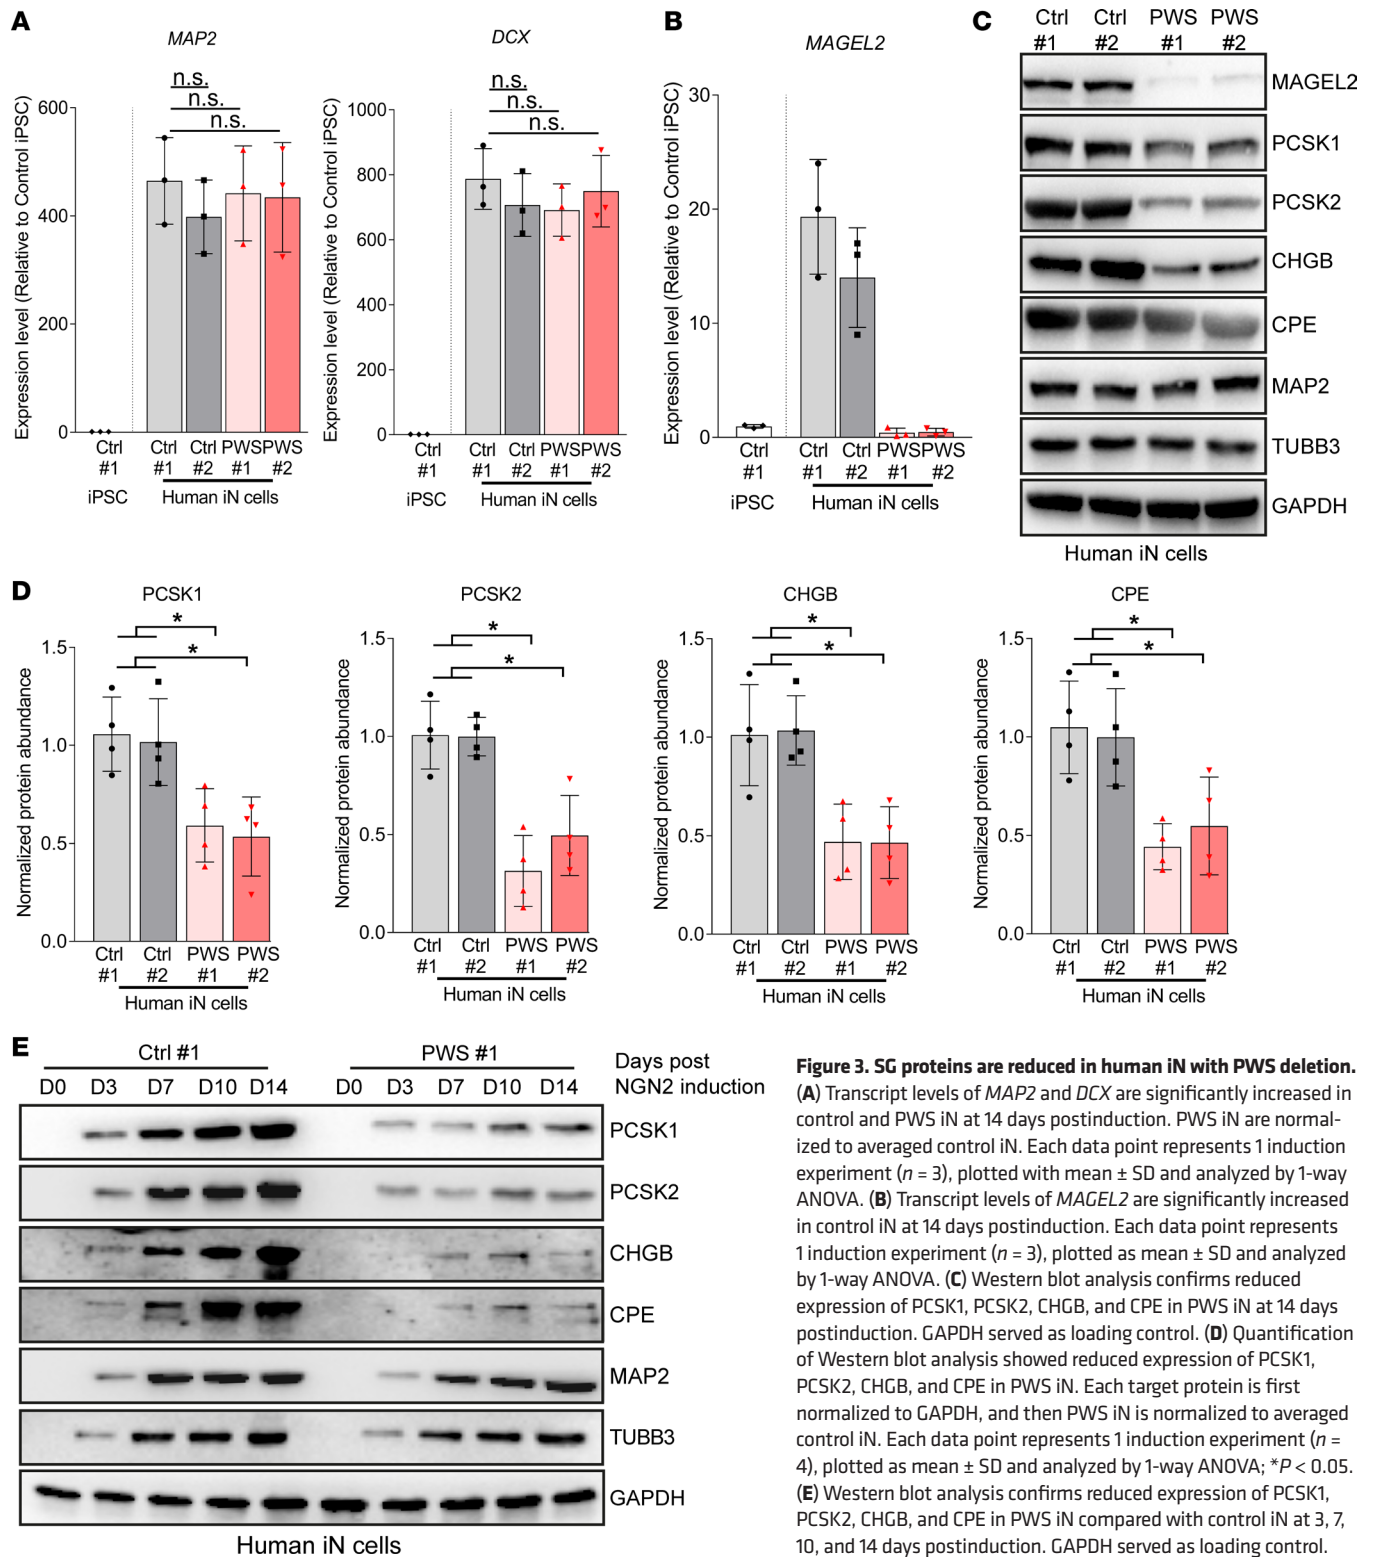 A
MAP2
DCX
Expression level (Relative to Control iPSC)
600
400
200
0
n.s.
n.s.
n.s.
Ctrl Ctrl Ctrl PWS PWS
#1 #1 #2 #1 #2
iPSC Human iN cells
Expression level (Relative to Control iPSC)
1000
800
600
400
200
0
n.s.
n.s.
n.s.
Ctrl Ctrl Ctrl PWS PWS
#1 #1 #2 #1 #2
iPSC Human iN cells
B
MAGEL2
Expression level (Relative to Control iPSC)
30
20
10
0
Ctrl Ctrl Ctrl PWS PWS
#1 #1 #2 #1 #2
iPSC Human iN cells
C
Ctrl Ctrl PWS PWS
#1 #2 #1 #2
MAGEL2
PCSK1
PCSK2
CHGB
CPE
MAP2
TUBB3
GAPDH
Human iN cells
D
PCSK1
Normalized protein abundance
1.5
1.0
0.5
0.0
*
*
Ctrl Ctrl PWS PWS
#1 #2 #1 #2
Human iN cells
PCSK2
Normalized protein abundance
1.5
1.0
0.5
0.0
*
*
Ctrl Ctrl PWS PWS
#1 #2 #1 #2
Human iN cells
CHGB
Normalized protein abundance
1.5
1.0
0.5
0.0
*
*
Ctrl Ctrl PWS PWS
#1 #2 #1 #2
Human iN cells
CPE
Normalized protein abundance
1.5
1.0
0.5
0.0
*
*
Ctrl Ctrl PWS PWS
#1 #2 #1 #2
Human iN cells
E
Ctrl #1 PWS #1
Days post
NGN2 induction
D0 D3 D7 D10 D14 D0 D3 D7 D10 D14
PCSK1
PCSK2
CHGB
CPE
MAP2
TUBB3
GAPDH
Human iN cells
Figure 3. SG proteins are reduced in human iN with PWS deletion.
(A) Transcript levels of MAP2 and DCX are significantly increased in
control and PWS iN at 14 days postinduction. PWS iN are normal-
ized to averaged control iN. Each data point represents 1 induction
experiment (n = 3), plotted with mean ± SD and analyzed by 1-way
ANOVA. (B) Transcript levels of MAGEL2 are significantly increased
in control iN at 14 days postinduction. Each data point represents
1 induction experiment (n = 3), plotted as mean ± SD and analyzed
by 1-way ANOVA. (C) Western blot analysis confirms reduced
expression of PCSK1, PCSK2, CHGB, and CPE in PWS iN at 14 days
postinduction. GAPDH served as loading control. (D) Quantification
of Western blot analysis showed reduced expression of PCSK1,
PCSK2, CHGB, and CPE in PWS iN. Each target protein is first
normalized to GAPDH, and then PWS iN is normalized to averaged
control iN. Each data point represents 1 induction experiment (n =
4), plotted as mean ± SD and analyzed by 1-way ANOVA; *P < 0.05.
(E) Western blot analysis confirms reduced expression of PCSK1,
PCSK2, CHGB, and CPE in PWS iN compared with control iN at 3, 7,
10, and 14 days postinduction. GAPDH served as loading control.